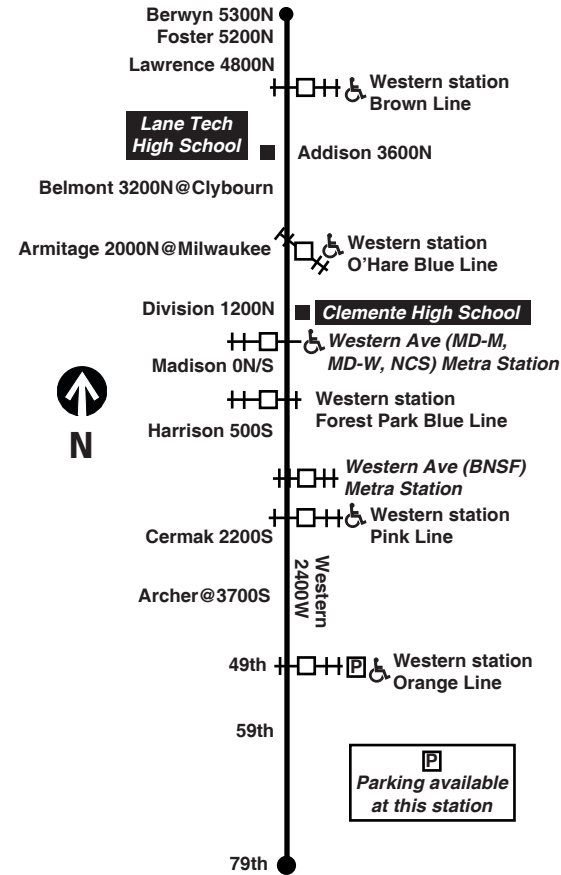 Berwyn 5300N
Foster 5200N
Lawrence 4800N
Western station
Brown Line
Lane Tech
High School
Addison 3600N
Belmont 3200N@Clybourn
Armitage 2000N@Milwaukee
Western station
O'Hare Blue Line
Division 1200N
Clemente High School
Western Ave (MD-M,
MD-W, NCS) Metra Station
Madison 0N/S
N
Western station
Forest Park Blue Line
Harrison 500S
Western Ave (BNSF)
Metra Station
Western station
Pink Line
Cermak 2200S
Western
2400W
Archer@3700S
49th
P
Western station
Orange Line
59th
P
Parking available
at this station
79th